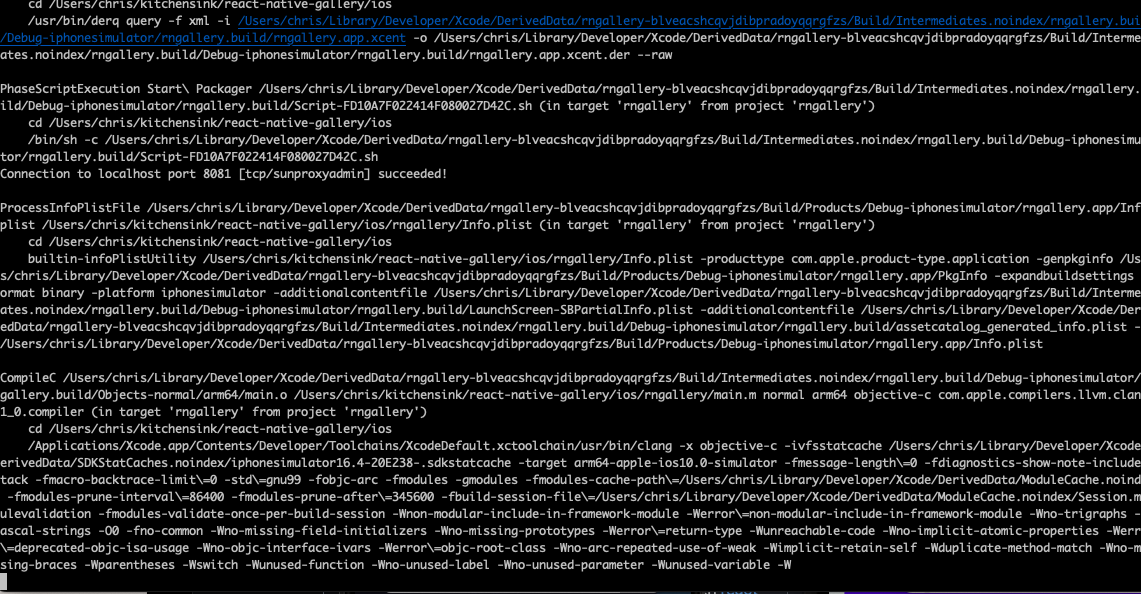 cd /Users/chris/kitchensink/react-native-gallery/ios
/usr/bin/derq query -f xml -i /Users/chris/Library/Developer/Xcode/DerivedData/rngallery-blveacshcqvjdibpradoyqqrgfzs/Build/Intermediates.noindex/rngallery.bui
/Debug-iphonesimulator/rngallery.build/rngallery.app.xcent -o /Users/chris/Library/Developer/Xcode/DerivedData/rngallery-blveacshcqvjdibpradoyqqrgfzs/Build/Interme
ates.noindex/rngallery.build/Debug-iphonesimulator/rngallery.build/rngallery.app.xcent.der --raw
PhaseScriptExecution Start\ Packager /Users/chris/Library/Developer/Xcode/DerivedData/rngallery-blveacshcqvjdibpradoyqqrgfzs/Build/Intermediates.noindex/rngallery.
ild/Debug-iphonesimulator/rngallery.build/Script-FD10A7F022414F080027D42C.sh (in target 'rngallery' from project 'rngallery')
cd /Users/chris/kitchensink/react-native-gallery/ios
/bin/sh -c /Users/chris/Library/Developer/Xcode/DerivedData/rngallery-blveacshcqvjdibpradoyqqrgfzs/Build/Intermediates.noindex/rngallery.build/Debug-iphonesimu
tor/rngallery.build/Script-FD10A7F022414F080027D42C.sh
Connection to localhost port 8081 [tcp/sunproxyadmin] succeeded!
ProcessInfoPlistFile /Users/chris/Library/Developer/Xcode/DerivedData/rngallery-blveacshcqvjdibpradoyqqrgfzs/Build/Products/Debug-iphonesimulator/rngallery.app/Inf
plist /Users/chris/kitchensink/react-native-gallery/ios/rngallery/Info.plist (in target 'rngallery' from project 'rngallery')
cd /Users/chris/kitchensink/react-native-gallery/ios
builtin-infoPlistUtility /Users/chris/kitchensink/react-native-gallery/ios/rngallery/Info.plist -producttype com.apple.product-type.application -genpkginfo /Us
s/chris/Library/Developer/Xcode/DerivedData/rngallery-blveacshcqvjdibpradoyqqrgfzs/Build/Products/Debug-iphonesimulator/rngallery.app/PkgInfo -expandbuildsettings
ormat binary -platform iphonesimulator -additionalcontentfile /Users/chris/Library/Developer/Xcode/DerivedData/rngallery-blveacshcqvjdibpradoyqqrgfzs/Build/Interme
ates.noindex/rngallery.build/Debug-iphonesimulator/rngallery.build/LaunchScreen-SBPartialInfo.plist -additionalcontentfile /Users/chris/Library/Developer/Xcode/Der
edData/rngallery-blveacshcqvjdibpradoyqqrgfzs/Build/Intermediates.noindex/rngallery.build/Debug-iphonesimulator/rngallery.build/assetcatalog_generated_info.plist -
/Users/chris/Library/Developer/Xcode/DerivedData/rngallery-blveacshcqvjdibpradoyqqrgfzs/Build/Products/Debug-iphonesimulator/rngallery.app/Info.plist
CompileC /Users/chris/Library/Developer/Xcode/DerivedData/rngallery-blveacshcqvjdibpradoyqqrgfzs/Build/Intermediates.noindex/rngallery.build/Debug-iphonesimulator/
gallery.build/Objects-normal/arm64/main.o /Users/chris/kitchensink/react-native-gallery/ios/rngallery/main.m normal arm64 objective-c com.apple.compilers.llvm.clan
1_0.compiler (in target 'rngallery' from project 'rngallery')
cd /Users/chris/kitchensink/react-native-gallery/ios
/Applications/Xcode.app/Contents/Developer/Toolchains/XcodeDefault.xctoolchain/usr/bin/clang -x objective-c -ivfsstatcache /Users/chris/Library/Developer/Xcode
erivedData/SDKStatCaches.noindex/iphonesimulator16.4-20E238-.sdkstatcache -target arm64-apple-ios10.0-simulator -fmessage-length\=0 -fdiagnostics-show-note-include
tack -fmacro-backtrace-limit\=0 -std\=gnu99 -fobjc-arc -fmodules -gmodules -fmodules-cache-path\=/Users/chris/Library/Developer/Xcode/DerivedData/ModuleCache.noind
-fmodules-prune-interval\=86400 -fmodules-prune-after\=345600 -fbuild-session-file\=/Users/chris/Library/Developer/Xcode/DerivedData/ModuleCache.noindex/Session.m
ulevalidation -fmodules-validate-once-per-build-session -Wnon-modular-include-in-framework-module -Werror\=non-modular-include-in-framework-module -Wno-trigraphs -
ascal-strings -O0 -fno-common -Wno-missing-field-initializers -Wno-missing-prototypes -Werror\=return-type -Wunreachable-code -Wno-implicit-atomic-properties -Werr
\=deprecated-objc-isa-usage -Wno-objc-interface-ivars -Werror\=objc-root-class -Wno-arc-repeated-use-of-weak -Wimplicit-retain-self -Wduplicate-method-match -Wno-m
sing-braces -Wparentheses -Wswitch -Wunused-function -Wno-unused-label -Wno-unused-parameter -Wunused-variable -W